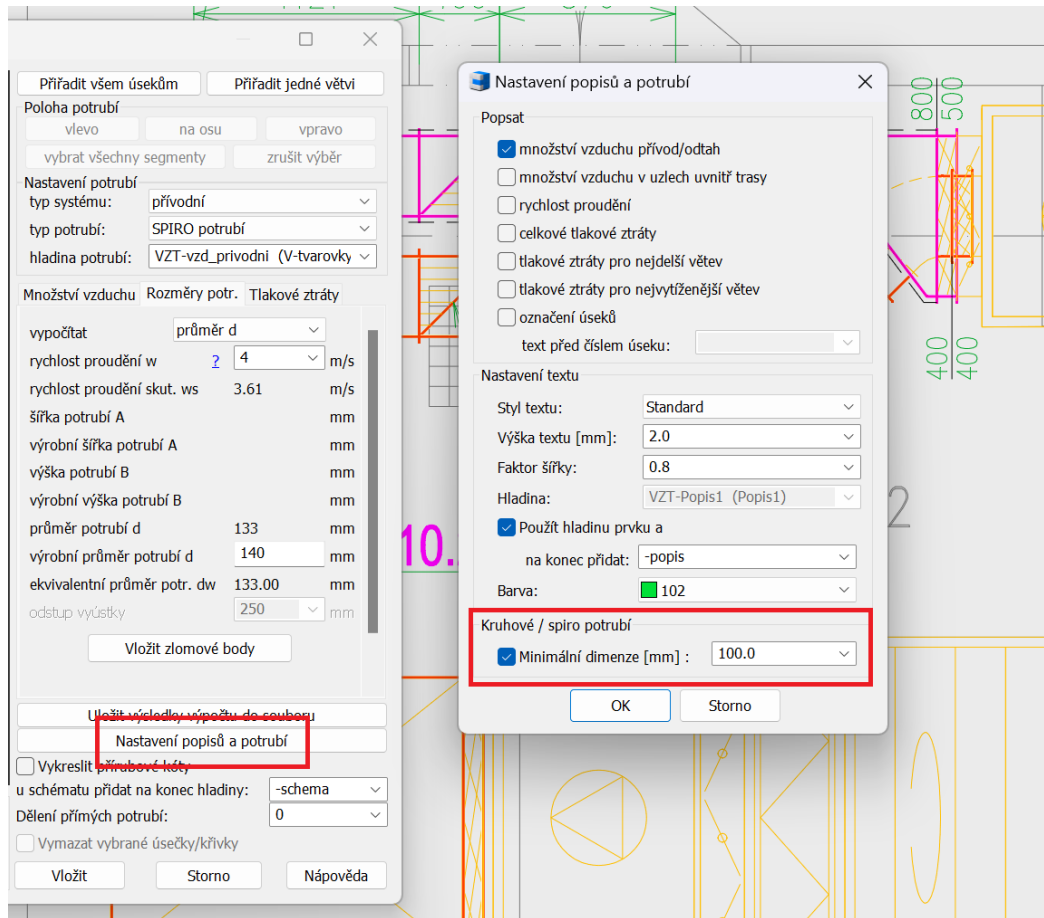 Přiřadit všem úsekům
Přiřadit jedné větvi
Poloha potrubí
vlevo
na osu
vpravo
vybrat všechny segmenty
zrušit výběr
Nastavení potrubí
typ systému:
přívodní
typ potrubí:
SPIRO potrubí
hladina potrubí:
VZT-vzd_privodni (V-tvarovky
Množství vzduchu
Rozměry potr.
Tlakové ztráty
vypočítat
průměr d
rychlost proudění w
?
4
m/s
rychlost proudění skut. ws
3.61
m/s
šířka potrubí A
mm
výrobní šířka potrubí A
mm
výška potrubí B
mm
výrobní výška potrubí B
mm
průměr potrubí d
133
mm
výrobní průměr potrubí d
140
mm
ekvivalentní průměr potr. dw
133.00
mm
odstup vyústky
250
mm
Vložit zlomové body
Uložit výsledky výpočtu do souboru
Nastavení popisů a potrubí
Vykreslit přírubové kóty
u schématu přidat na konec hladiny:
-schema
Dělení přímých potrubí:
0
Vymazat vybrané úsečky/křivky
Vložit
Storno
Nápověda
Nastavení popisů a potrubí
Popsat
množství vzduchu přívod/odtah
množství vzduchu v uzlech uvnitř trasy
rychlost proudění
celkové tlakové ztráty
tlakové ztráty pro nejdelší větev
tlakové ztráty pro nejvytíženější větev
označení úseků
text před číslem úseku:
Nastavení textu
Styl textu:
Standard
Výška textu [mm]:
2.0
Faktor šířky:
0.8
Hladina:
VZT-Popis1 (Popis1)
Použít hladinu prvku a
na konec přidat:
-popis
Barva:
102
Kruhové / spiro potrubí
Minimální dimenze [mm] :
100.0
OK
Storno
800
500
400
400
10.
2